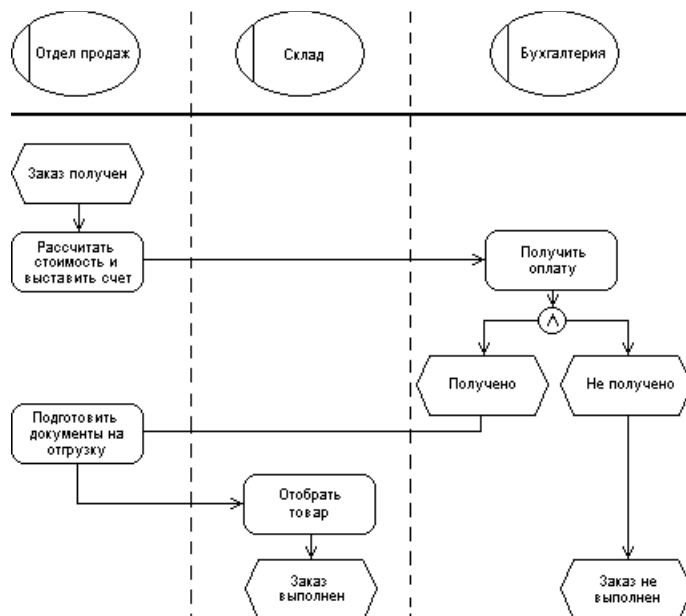 Отдел продаж
Склад
Бухгалтерия
Заказ получен
Рассчитать
стоимость и
выставить счет
Получить
оплату
Получено
Не получено
Подготовить
документы на
отгрузку
Отобрать
товар
Заказ
выполнен
Заказ не
выполнен